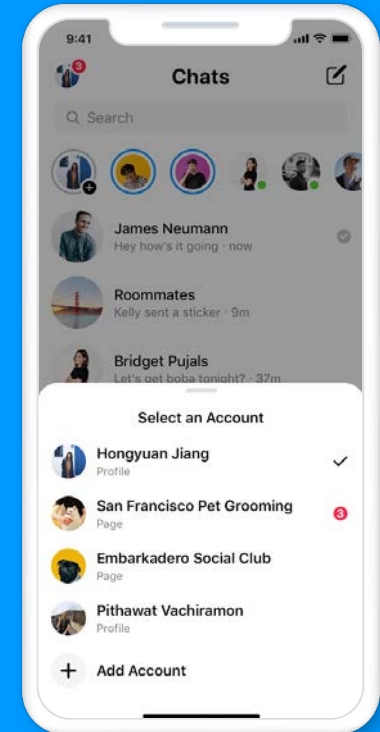 9:41
3
Chats
Search
James Neumann
Hey how's it going · now
Roommates
Kelly sent a sticker · 9m
Bridget Pujals
Let's get boba tonight? · 37m
Select an Account
Hongyuan Jiang
Profile
San Francisco Pet Grooming
3
Page
Embarkadero Social Club
Page
Pithawat Vachiramon
Profile
+ Add Account